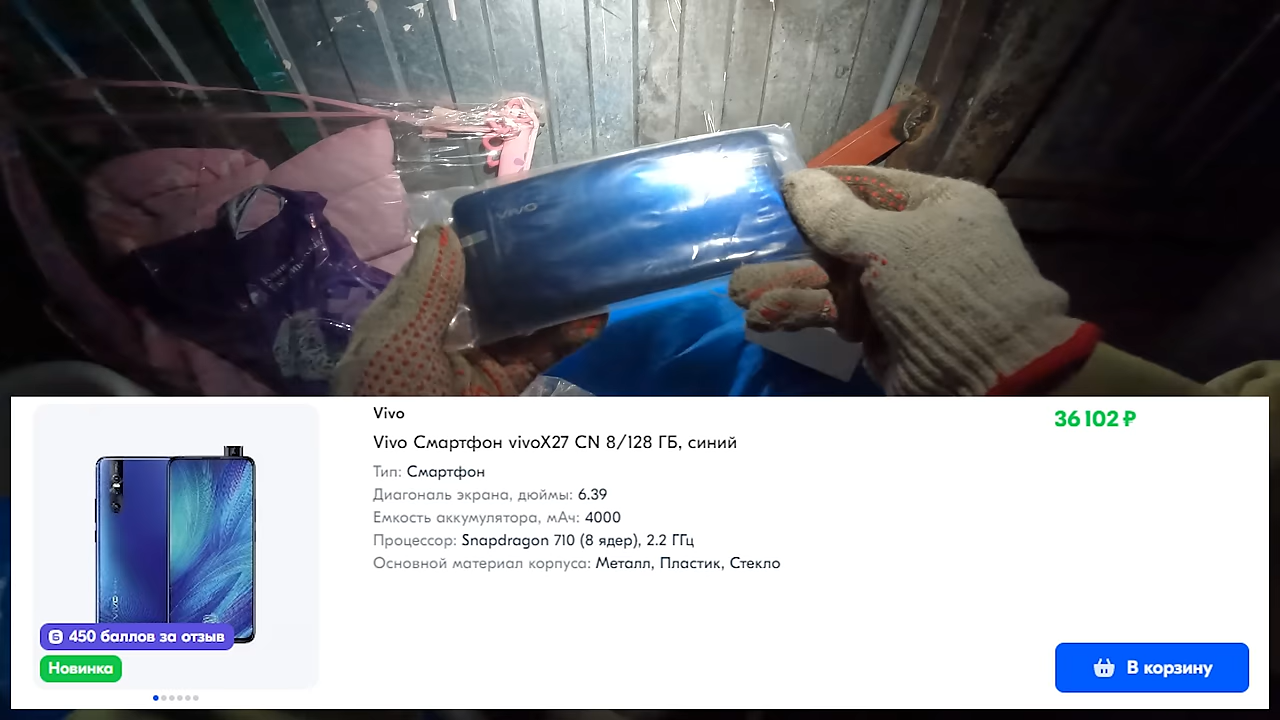 vivo
Vivo
Vivo Смартфон vivoX27 CN 8/128 ГБ, синий
Тип: Смартфон
Диагональ экрана, дюймы: 6.39
Емкость аккумулятора, мАч: 4000
Процессор: Snapdragon 710 (8 ядер), 2.2 ГГц
Основной материал корпуса: Металл, Пластик, Стекло
36 102 ₽
vivo
450 баллов за отзыв
Новинка
В корзину